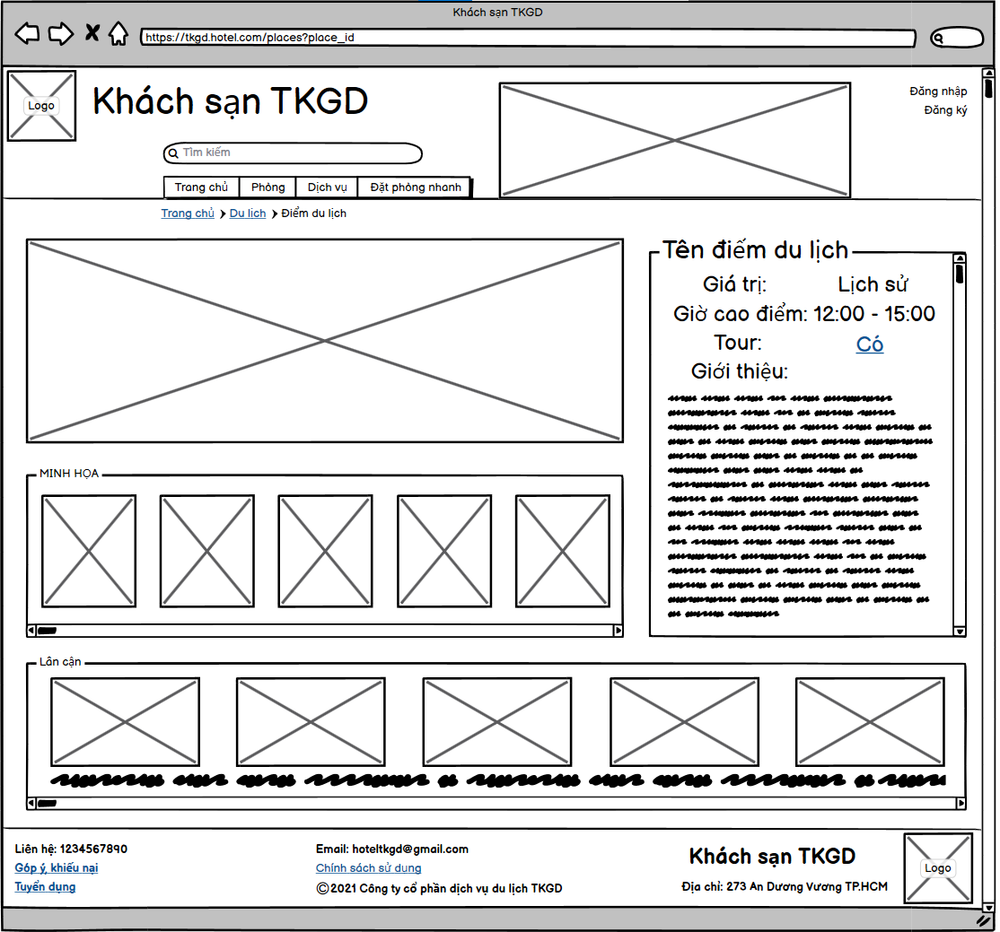 Khách sạn TKGD
https://tkgd.hotel.com/places?place_id
Logo
Khách sạn TKGD
Đăng nhập
Đăng ký
Tìm kiếm
Trang chủ Phòng Dịch vụ Đặt phòng nhanh
Trang chủ Du lịch Điểm du lịch
Tên điểm du lịch
Giá trị: Lịch sử
Giờ cao điểm: 12:00 - 15:00
Tour: Có
Giới thiệu:
MINH HỌA
Lân cận
Liên hệ: 1234567890
Góp ý, khiếu nại
Tuyển dụng
Email: hoteltkgd@gmail.com
Chính sách sử dụng
©2021 Công ty cổ phần dịch vụ du lịch TKGD
Khách sạn TKGD
Địa chỉ: 273 An Dương Vương TP.HCM
Logo